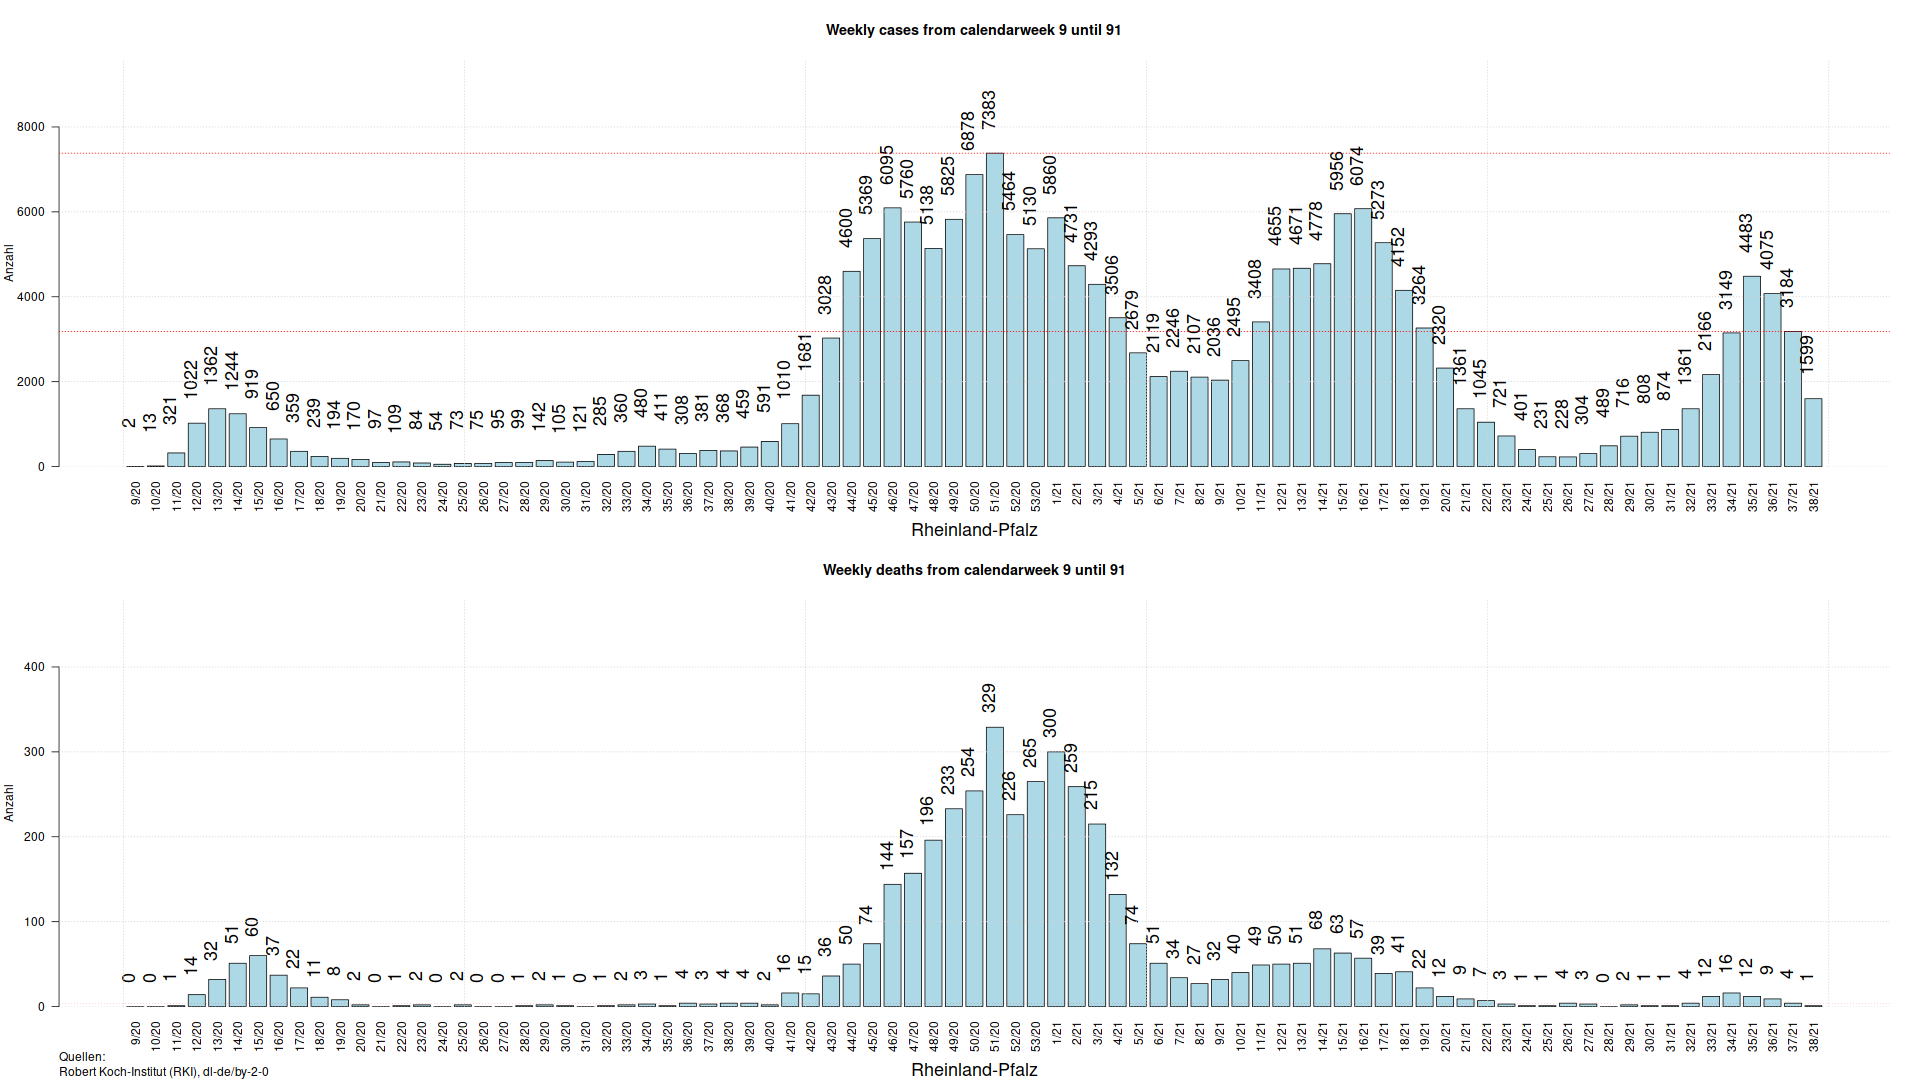 Weekly cases from calendarweek 9 until 91
Anzahl
8000
6000
4000
2000
0
2 13 321 1022 1362 1244 919 650 359 239 194 170 97 109 84 54 73 75 95 99 142 105 121 285 360 480 411 308 381 368 459 591 1010 1681 3028 4600 5369 6095 5760 5138 5825 6878 7383 5464 5130 5860 4731 4293 3506 2679 2119 2246 2107 2036 2495 3408 4655 4671 4778 5956 6074 5273 4152 3264 2320 1361 1045 721 401 231 228 304 489 716 808 874 1361 2166 3149 4483 4075 3184 1599
9/20 10/20 11/20 12/20 13/20 14/20 15/20 16/20 17/20 18/20 19/20 20/20 21/20 22/20 23/20 24/20 25/20 26/20 27/20 28/20 29/20 30/20 31/20 32/20 33/20 34/20 35/20 36/20 37/20 38/20 39/20 40/20 41/20 42/20 43/20 44/20 45/20 46/20 47/20 48/20 49/20 50/20 51/20 52/20 53/20 1/21 2/21 3/21 4/21 5/21 6/21 7/21 8/21 9/21 10/21 11/21 12/21 13/21 14/21 15/21 16/21 17/21 18/21 19/21 20/21 21/21 22/21 23/21 24/21 25/21 26/21 27/21 28/21 29/21 30/21 31/21 32/21 33/21 34/21 35/21 36/21 37/21 38/21
Rheinland-Pfalz
Weekly deaths from calendarweek 9 until 91
Anzahl
400
300
200
100
0
0 0 1 14 32 51 60 37 22 11 8 2 0 1 2 0 2 0 0 1 2 1 0 1 2 3 1 4 3 4 4 2 16 15 36 50 74 144 157 196 233 254 329 226 265 300 259 215 132 74 51 34 27 32 40 49 50 51 68 63 57 39 41 22 12 9 7 3 1 1 4 3 0 2 1 1 4 12 16 12 9 4 1
9/20 10/20 11/20 12/20 13/20 14/20 15/20 16/20 17/20 18/20 19/20 20/20 21/20 22/20 23/20 24/20 25/20 26/20 27/20 28/20 29/20 30/20 31/20 32/20 33/20 34/20 35/20 36/20 37/20 38/20 39/20 40/20 41/20 42/20 43/20 44/20 45/20 46/20 47/20 48/20 49/20 50/20 51/20 52/20 53/20 1/21 2/21 3/21 4/21 5/21 6/21 7/21 8/21 9/21 10/21 11/21 12/21 13/21 14/21 15/21 16/21 17/21 18/21 19/21 20/21 21/21 22/21 23/21 24/21 25/21 26/21 27/21 28/21 29/21 30/21 31/21 32/21 33/21 34/21 35/21 36/21 37/21 38/21
Rheinland-Pfalz
Quellen:
Robert Koch-Institut (RKI), dl-de/by-2-0